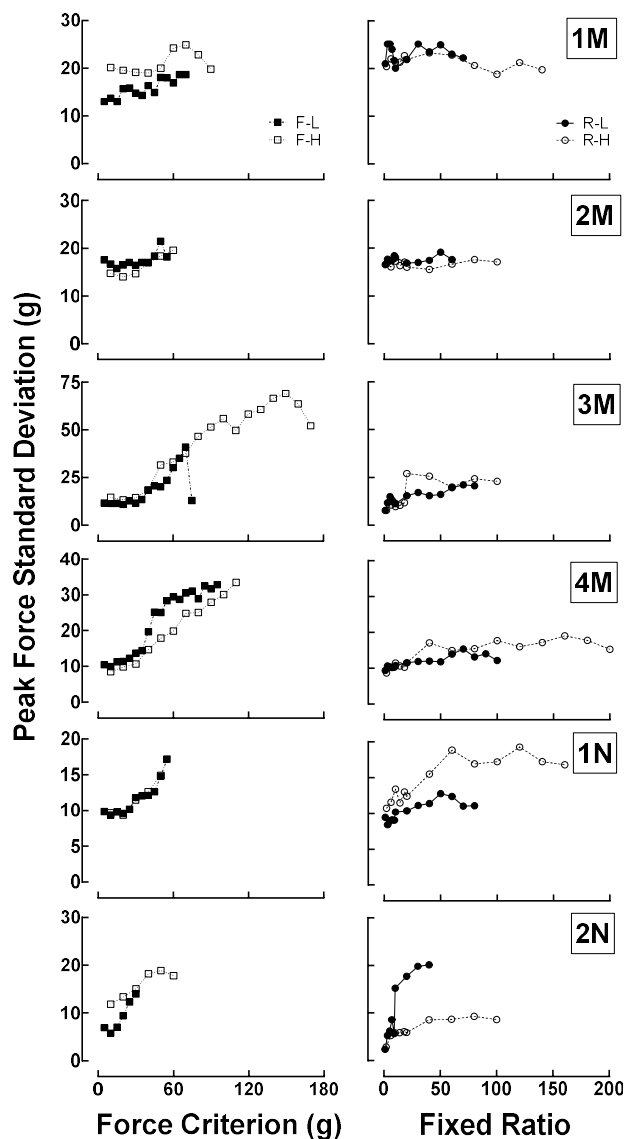 Peak Force Standard Deviation (g)
30
20
10
0
F-L
F-H
1M
R-L
R-H
30
20
10
0
2M
75
50
25
0
3M
40
30
20
10
0
4M
20
15
10
5
0
1N
30
20
10
0
2N
0 60 120 180
0 50 100 150 200
Force Criterion (g)
Fixed Ratio